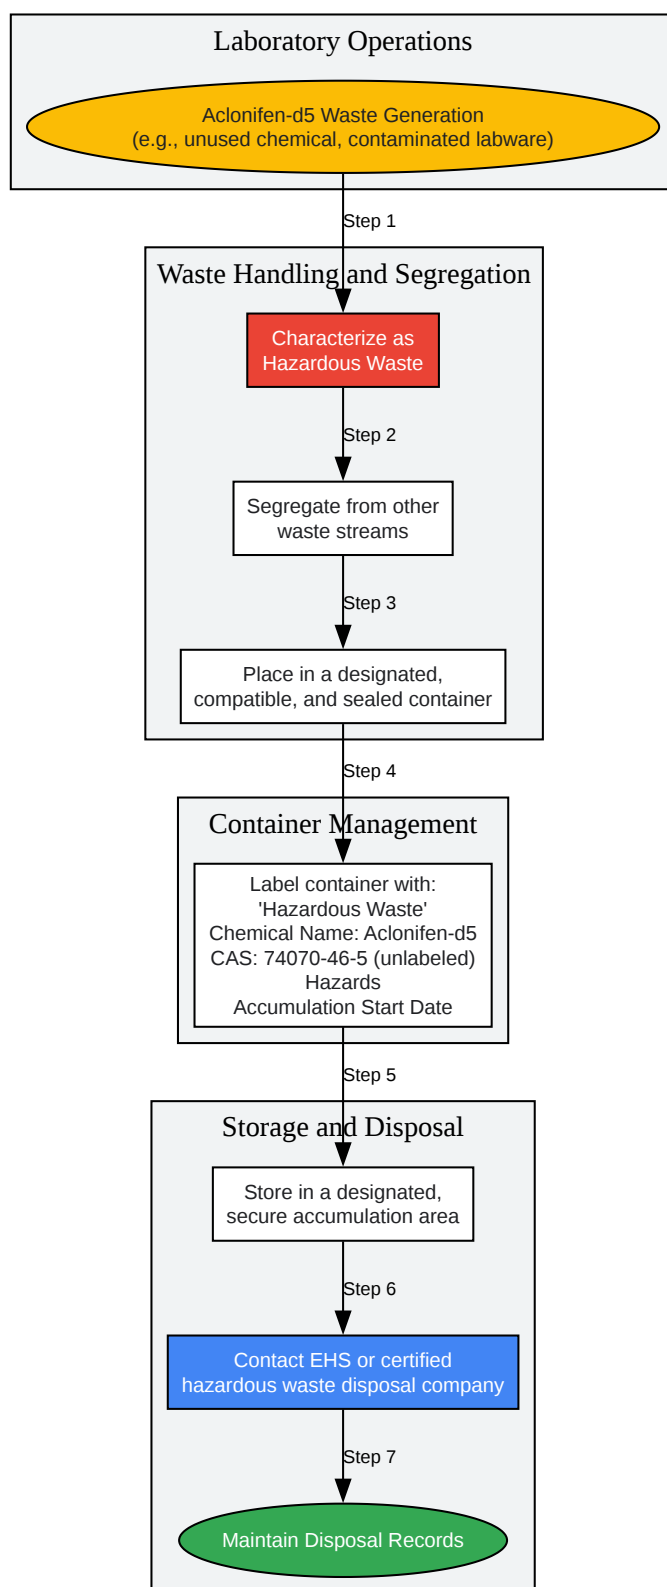 Laboratory Operations
Aclonifen-d5 Waste Generation
(e.g., unused chemical, contaminated labware)
Step 1
Waste Handling and Segregation
Characterize as
Hazardous Waste
Step 2
Segregate from other
waste streams
Step 3
Place in a designated,
compatible, and sealed container
Step 4
Container Management
Label container with:
'Hazardous Waste'
Chemical Name: Aclonifen-d5
CAS: 74070-46-5 (unlabeled)
Hazards
Accumulation Start Date
Step 5
Storage and Disposal
Store in a designated,
secure accumulation area
Step 6
Contact EHS or certified
hazardous waste disposal company
Step 7
Maintain Disposal Records